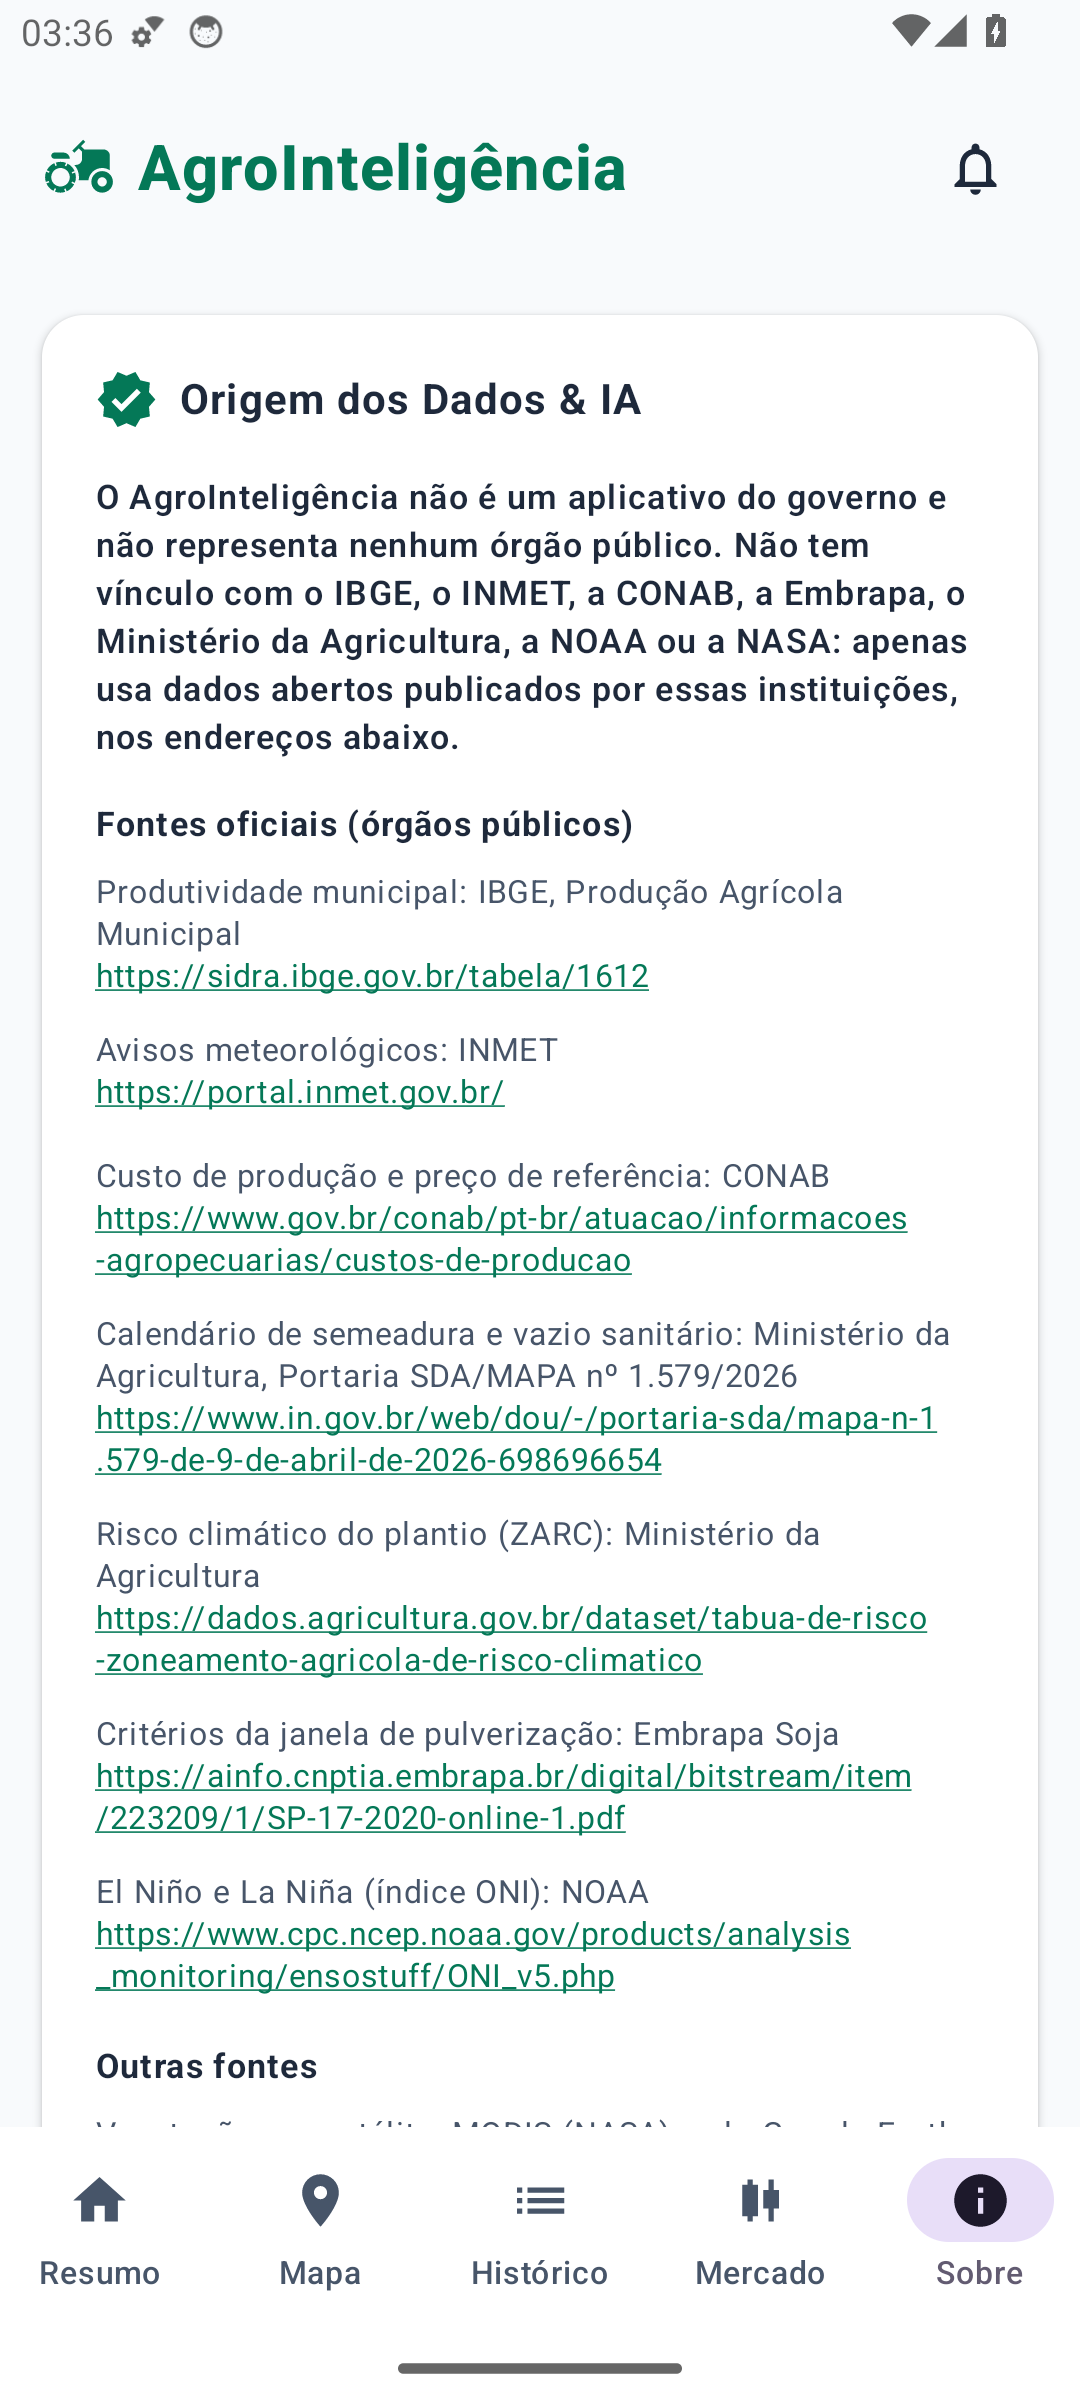 03:36
AgroInteligência
Origem dos Dados & IA
O AgroInteligência não é um aplicativo do governo e
não representa nenhum órgão público. Não tem
vínculo com o IBGE, o INMET, a CONAB, a Embrapa, o
Ministério da Agricultura, a NOAA ou a NASA: apenas
usa dados abertos publicados por essas instituições,
nos endereços abaixo.
Fontes oficiais (órgãos públicos)
Produtividade municipal: IBGE, Produção Agrícola
Municipal
https://sidra.ibge.gov.br/tabela/1612
Avisos meteorológicos: INMET
https://portal.inmet.gov.br/
Custo de produção e preço de referência: CONAB
https://www.gov.br/conab/pt-br/atuacao/informacoes
-agropecuarias/custos-de-producao
Calendário de semeadura e vazio sanitário: Ministério da
Agricultura, Portaria SDA/MAPA nº 1.579/2026
https://www.in.gov.br/web/dou/-/portaria-sda/mapa-n-1
.579-de-9-de-abril-de-2026-698696654
Risco climático do plantio (ZARC): Ministério da
Agricultura
https://dados.agricultura.gov.br/dataset/tabua-de-risco
-zoneamento-agricola-de-risco-climatico
Critérios da janela de pulverização: Embrapa Soja
https://ainfo.cnptia.embrapa.br/digital/bitstream/item
/223209/1/SP-17-2020-online-1.pdf
El Niño e La Niña (índice ONI): NOAA
https://www.cpc.ncep.noaa.gov/products/analysis
_monitoring/ensostuff/ONI_v5.php
Outras fontes
Resumo
Mapa
Histórico
Mercado
Sobre